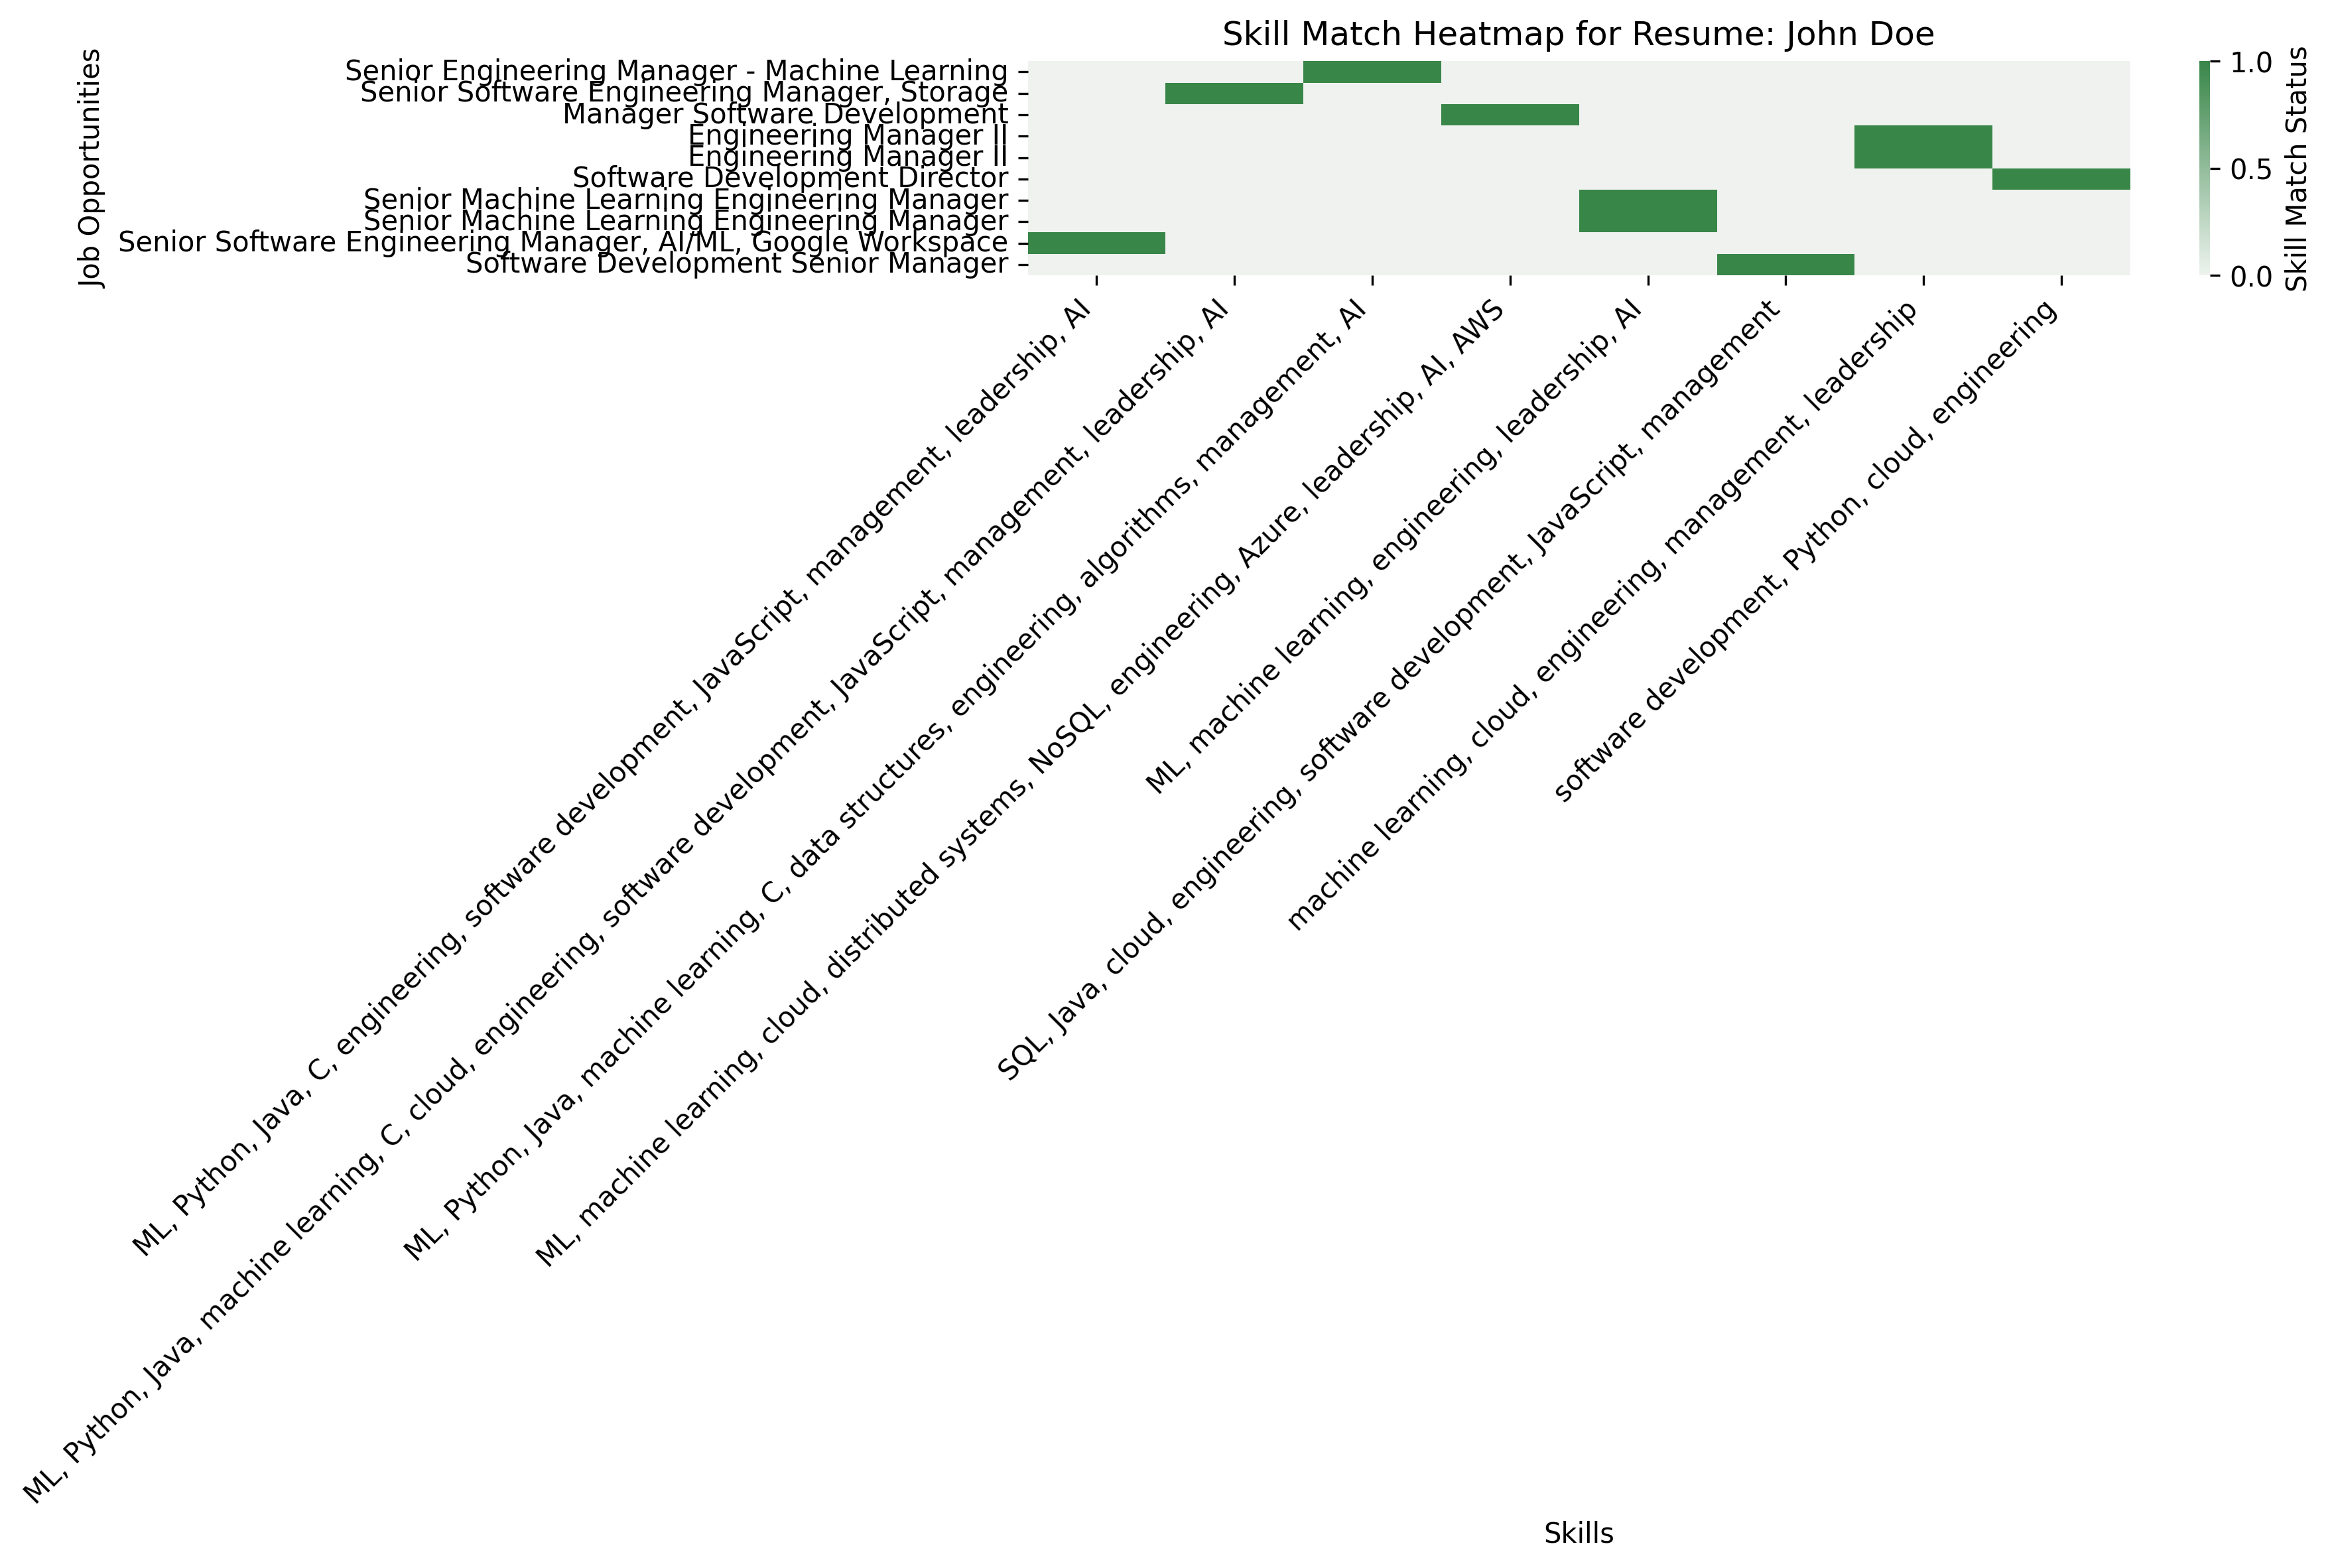 Skill Match Heatmap for Resume: John Doe
Job Opportunities
Senior Engineering Manager - Machine Learning
Senior Software Engineering Manager, Storage
Manager Software Development
Engineering Manager II
Engineering Manager II
Software Development Director
Senior Machine Learning Engineering Manager
Senior Machine Learning Engineering Manager
Senior Software Engineering Manager, AI/ML, Google Workspace
Software Development Senior Manager
1.0
0.5
0.0
Skill Match Status
ML, Python, Java, C, engineering, software development, JavaScript, management, leadership, AI
ML, Python, Java, machine learning, C, cloud, engineering, software development, JavaScript, management, leadership, AI
ML, Python, Java, machine learning, C, data structures, engineering, algorithms, management, AI
ML, machine learning, cloud, distributed systems, NoSQL, engineering, Azure, leadership, AI, AWS
ML, machine learning, engineering, leadership, AI
SQL, Java, cloud, engineering, software development, JavaScript, management
machine learning, cloud, engineering, management, leadership
software development, Python, cloud, engineering
Skills